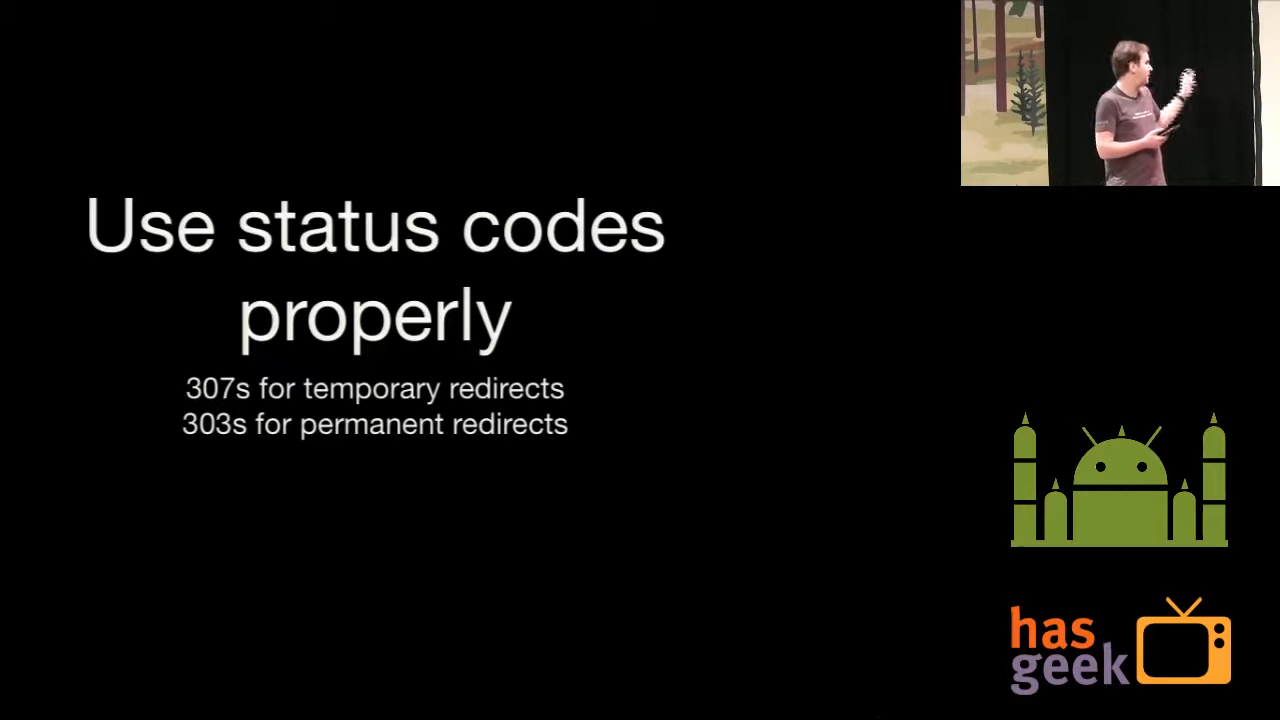 Use status codes
properly
307s for temporary redirects
303s for permanent redirects
has
geek